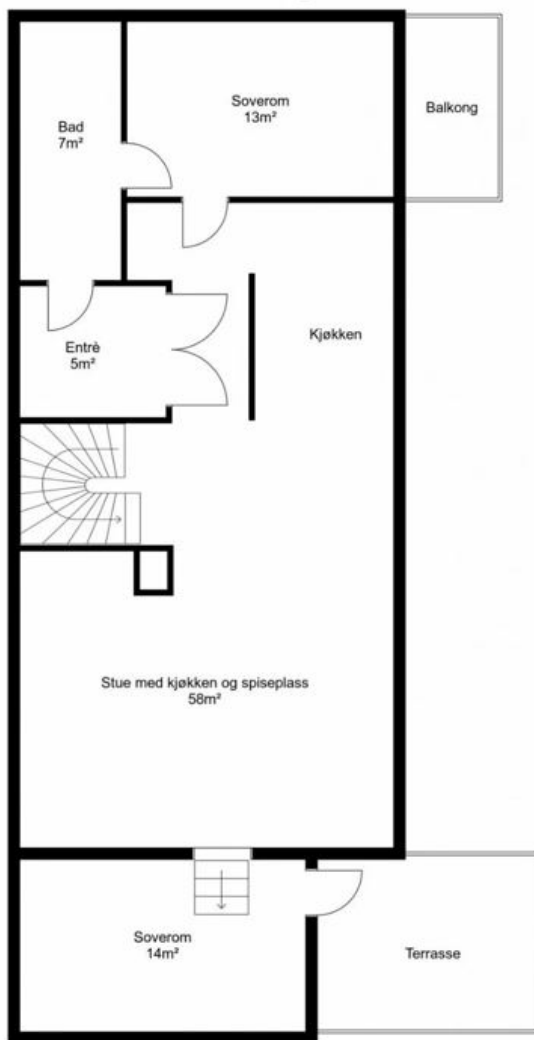 Soverom
13m²
Balkong
Bad
7m²
Kjøkken
Entrè
5m²
Stue med kjøkken og spiseplass
58m²
Soverom
14m²
Terrasse